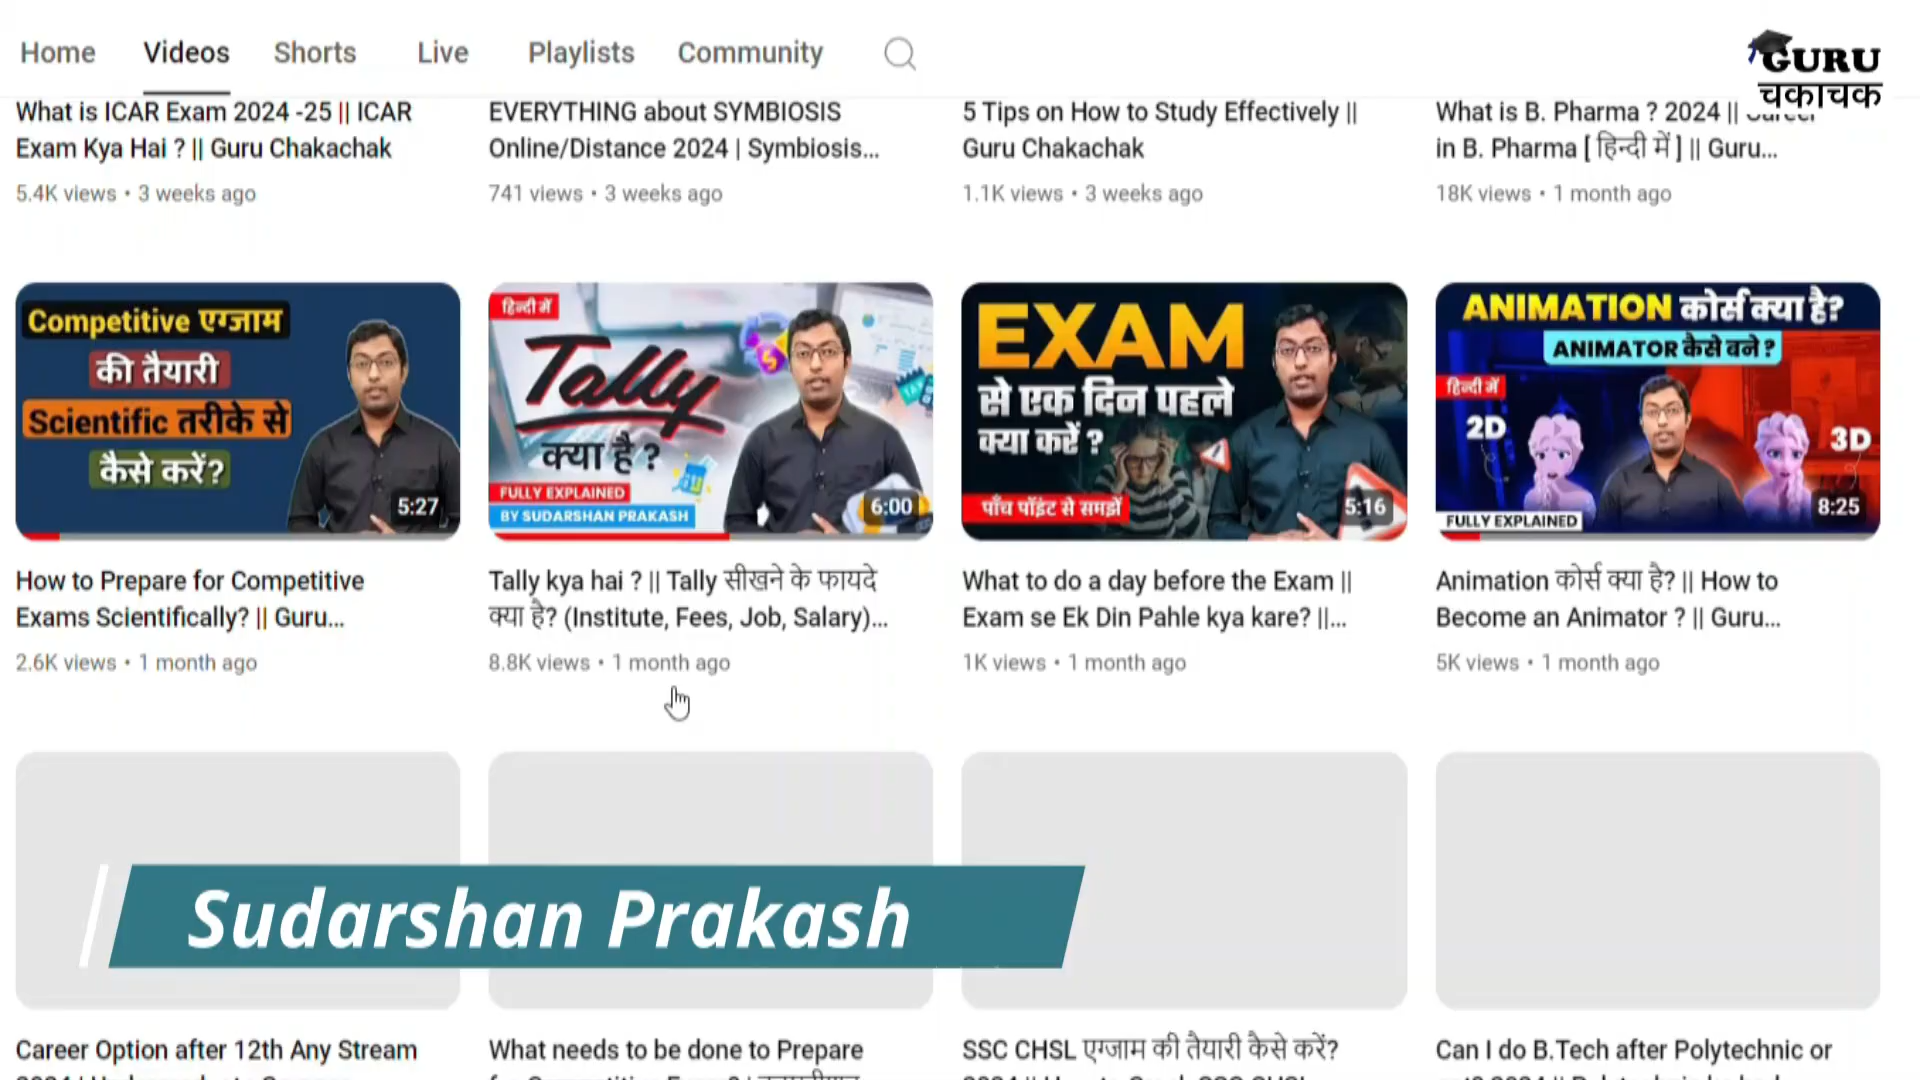 Home Videos Shorts Live Playlists Community
GURU
चकाचक
What is ICAR Exam 2024 -25 || ICAR
Exam Kya Hai ? || Guru Chakachak
5.4K views • 3 weeks ago
EVERYTHING about SYMBIOSIS
Online/Distance 2024 | Symbiosis...
741 views • 3 weeks ago
5 Tips on How to Study Effectively ||
Guru Chakachak
1.1K views • 3 weeks ago
What is B. Pharma ? 2024 || Career
in B. Pharma [ हिन्दी में ] || Guru...
18K views • 1 month ago
Competitive एग्जाम
की तैयारी
Scientific तरीके से
कैसे करें?
5:27
हिन्दी में
Tally
क्या है ?
FULLY EXPLAINED
BY SUDARSHAN PRAKASH
6:00
EXAM
से एक दिन पहले
क्या करें ?
पाँच पॉइंट से समझें
5:16
ANIMATION कोर्स क्या है?
ANIMATOR कैसे बने ?
हिन्दी में
2D
3D
FULLY EXPLAINED
8:25
How to Prepare for Competitive
Exams Scientifically? || Guru...
2.6K views • 1 month ago
Tally kya hai ? || Tally सीखने के फायदे
क्या है? (Institute, Fees, Job, Salary)...
8.8K views • 1 month ago
What to do a day before the Exam ||
Exam se Ek Din Pahle kya kare? ||...
1K views • 1 month ago
Animation कोर्स क्या है? || How to
Become an Animator ? || Guru...
5K views • 1 month ago
Sudarshan Prakash
Career Option after 12th Any Stream
What needs to be done to Prepare
SSC CHSL एग्जाम की तैयारी कैसे करें?
Can I do B.Tech after Polytechnic or